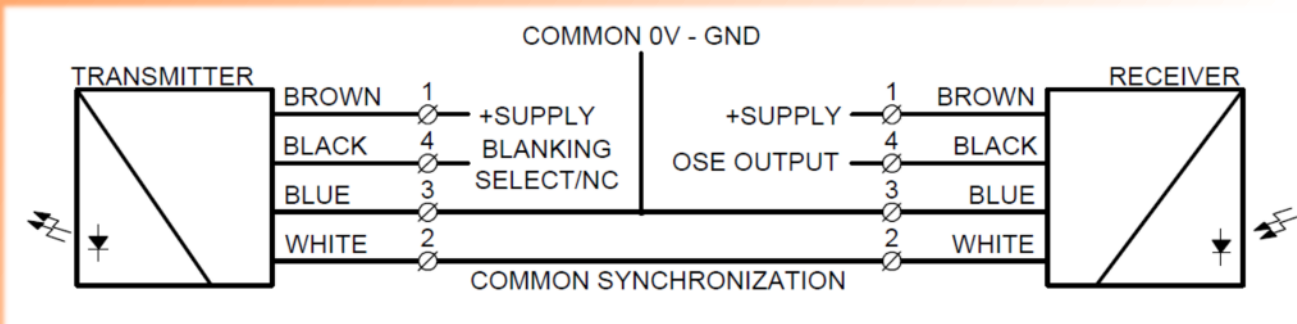 COMMON 0V - GND
TRANSMITTER
RECEIVER
BROWN 1 +SUPPLY
+SUPPLY 1 BROWN
BLACK 4 BLANKING
SELECT/NC
OSE OUTPUT 4 BLACK
BLUE 3
3 BLUE
WHITE 2
2 WHITE
COMMON SYNCHRONIZATION